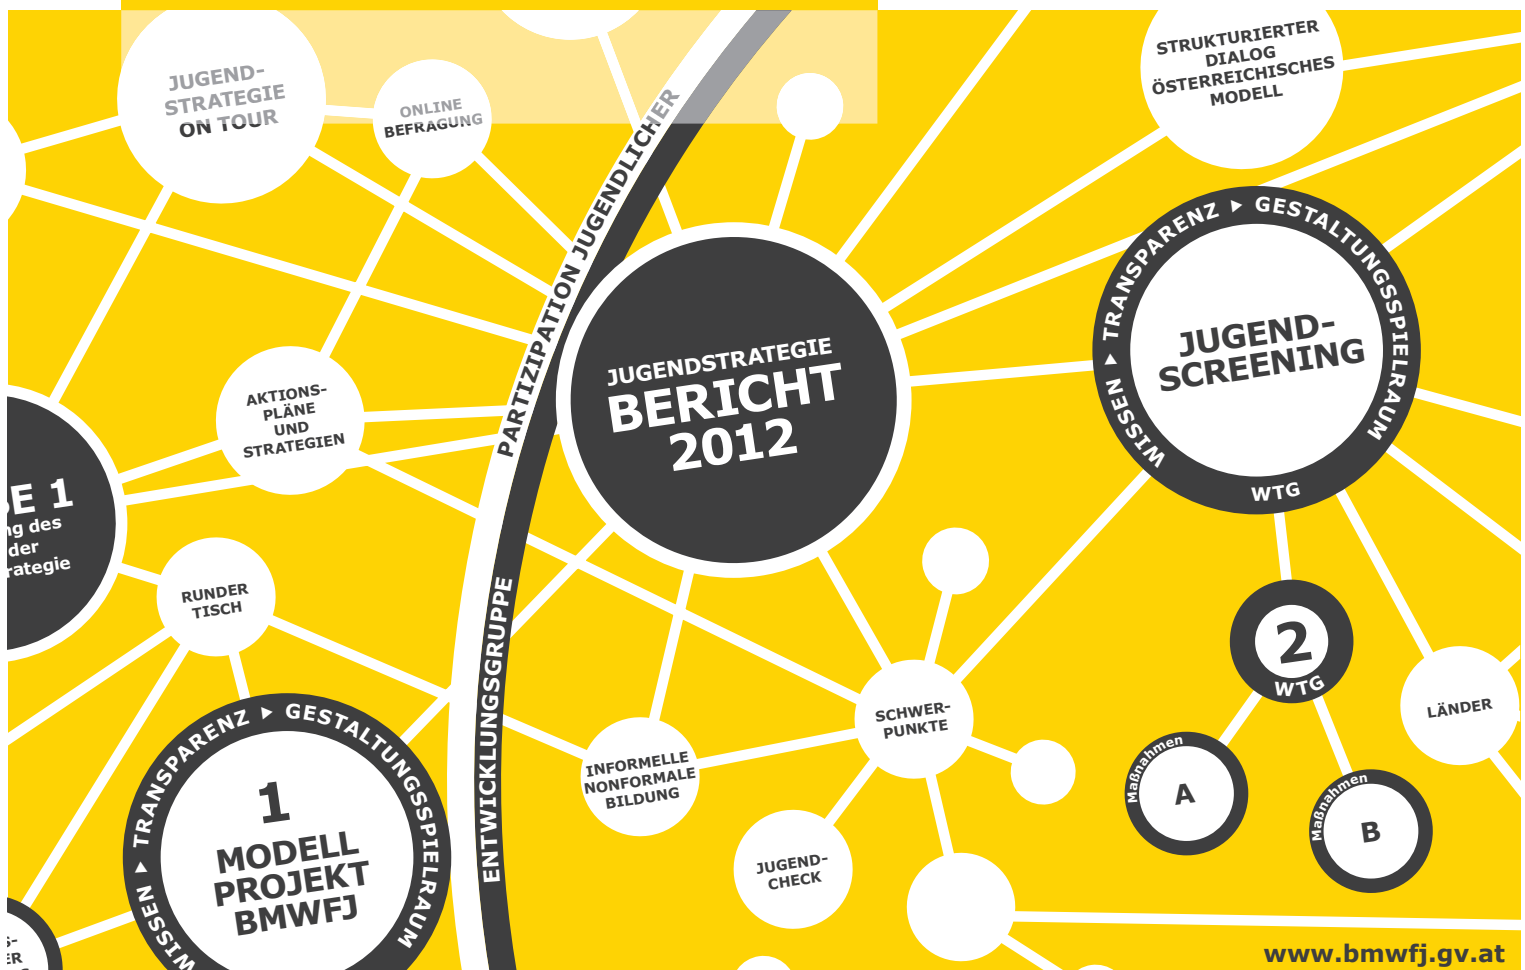 JUGEND-
STRATEGIE
ON TOUR
ONLINE
BEFRAGUNG
PARTIZIPATION JUGENDLICHER
STRUKTURIERTER
DIALOG
ÖSTERREICHISCHES
MODELL
WISSEN ▸ TRANSPARENZ ▸ GESTALTUNGSSPIELRAUM
JUGEND-
SCREENING
WTG
JUGENDSTRATEGIE
BERICHT
2012
AKTIONS-
PLÄNE
UND
STRATEGIEN
E 1
ng des
der
rategie
RUNDER
TISCH
ENTWICKLUNGSGRUPPE
2
WTG
LÄNDER
SCHWER-
PUNKTE
INFORMELLE
NONFORMALE
BILDUNG
Maßnahmen
A
Maßnahmen
B
JUGEND-
CHECK
WISSEN ▸ TRANSPARENZ ▸ GESTALTUNGSSPIELRAUM
1
MODELL
PROJEKT
BMWFJ
ER
www.bmwfj.gv.at